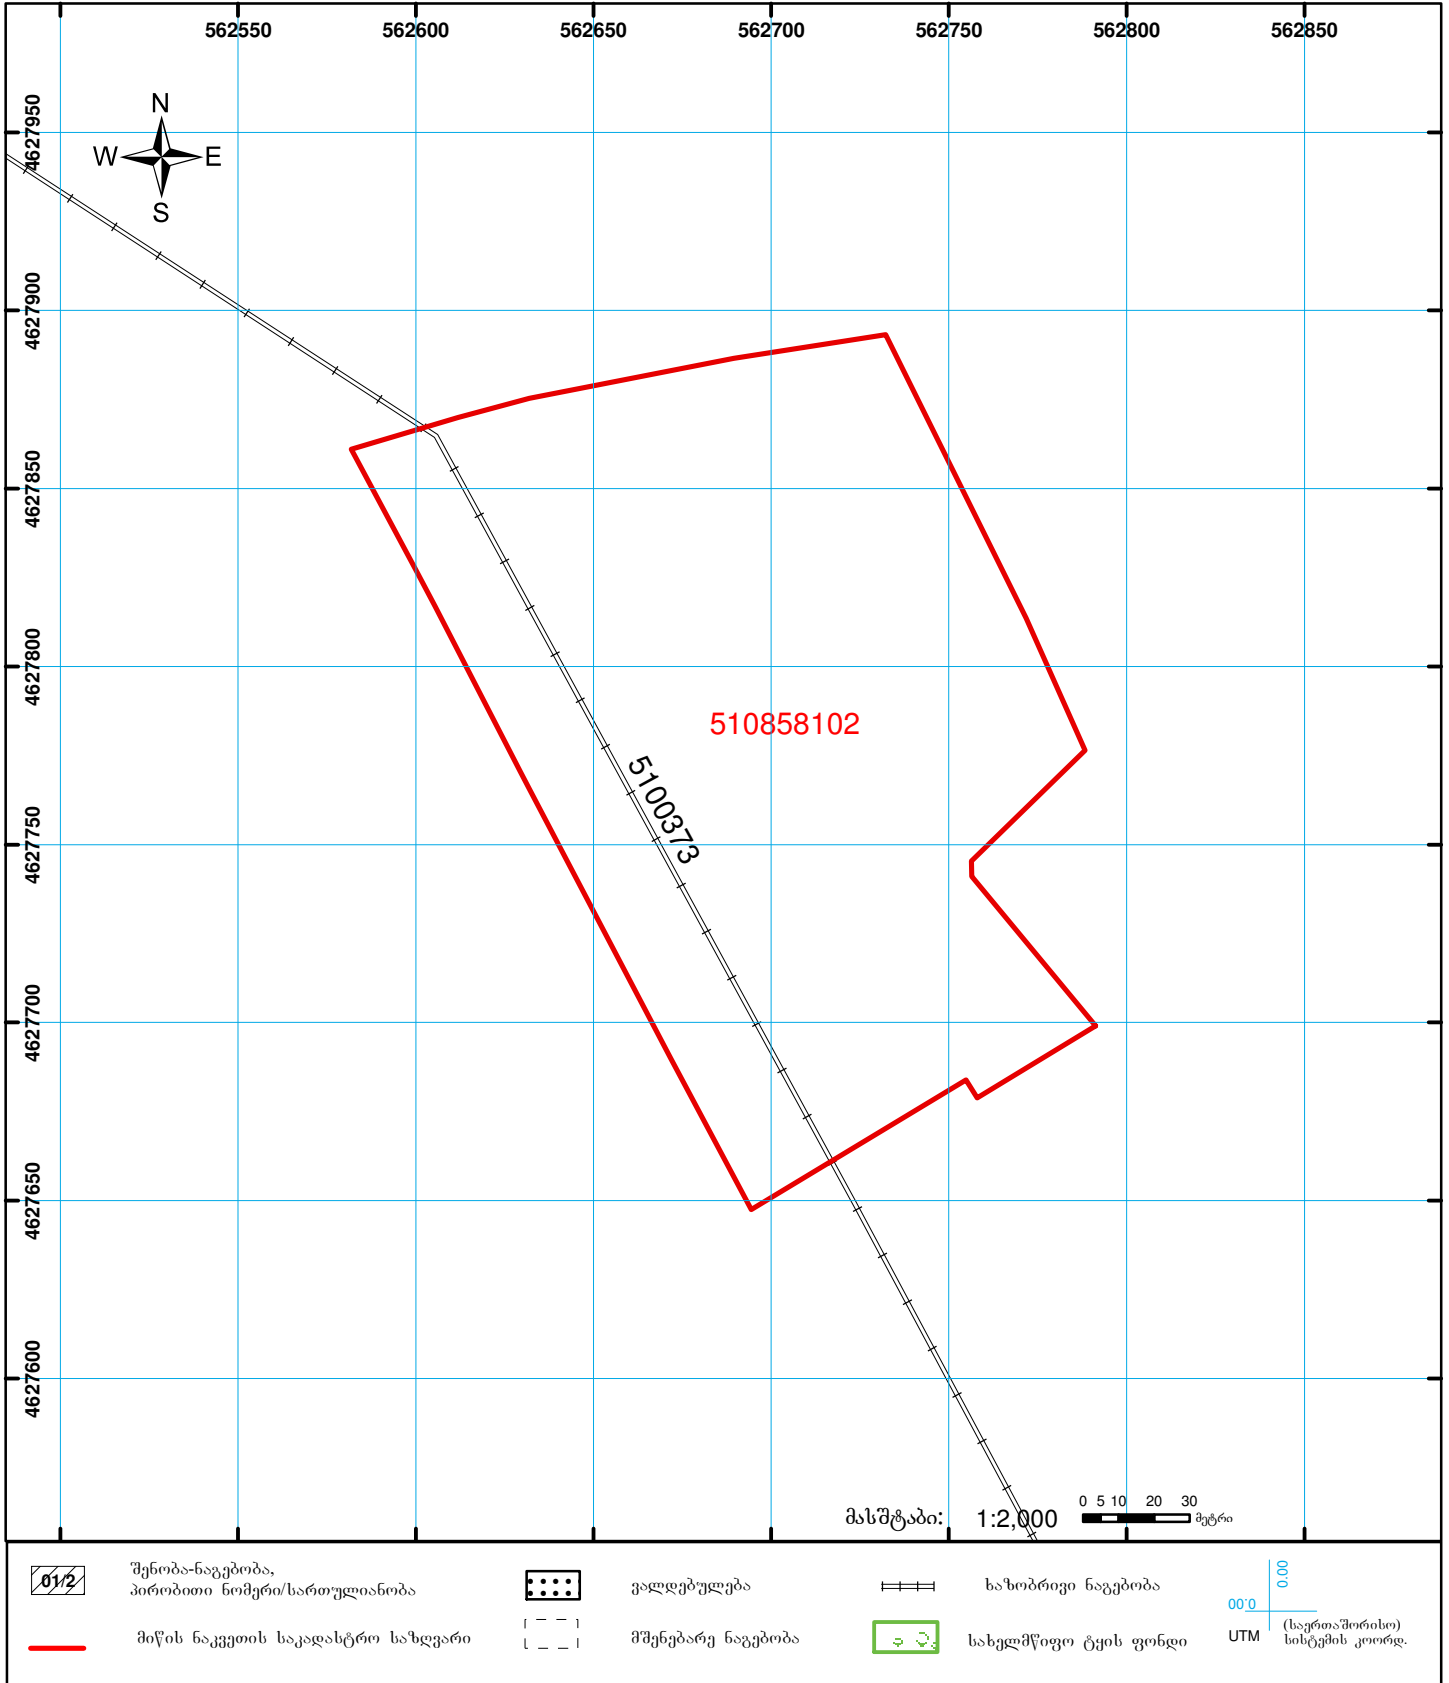 562550 562600 562650 562700 562750 562800 562850
4627950
N
W E
S
4627900
4627850
4627800
510858102
5100373
4627750
4627700
4627650
4627600
მასშტაბი: 1:2,000
0 5 10 20 30
მეტრი
01/2
შენობა-ნაგებობა,
პირობითი ნომერი/სართულიანობა
ვალდებულება
ხაზობრივი ნაგებობა
00.0
00.0
მიწის ნაკვეთის საკადასტრო საზღვარი
მშენებარე ნაგებობა
სახელმწიფო ტყის ფონდი
UTM
(საერთაშორისო)
სისტემის კოორდ.